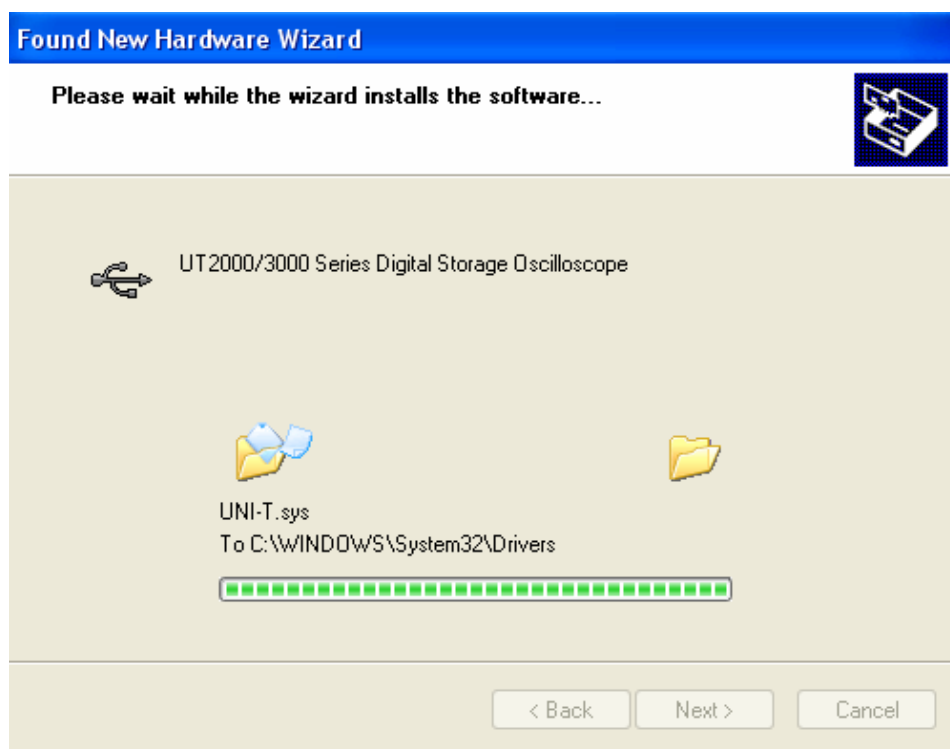 Found New Hardware Wizard
Please wait while the wizard installs the software...
UT2000/3000 Series Digital Storage Oscilloscope
UNI-T.sys
To C:\WINDOWS\System32\Drivers
< Back Next > Cancel